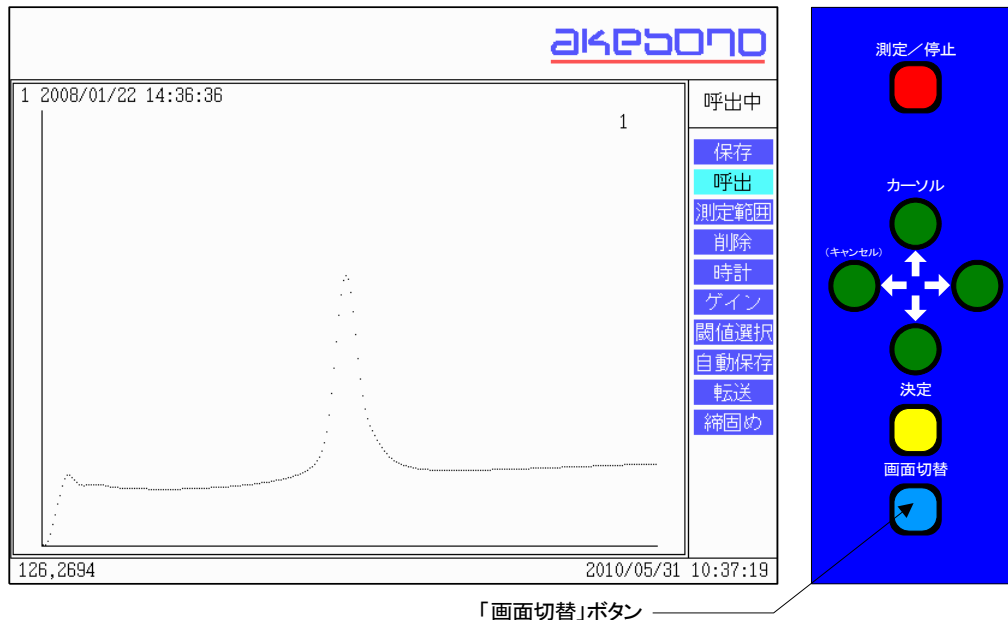 akebono
1 2008/01/22 14:36:36
1
呼出中
保存
呼出
測定範囲
削除
時計
ゲイン
閾値選択
自動保存
転送
締固め
126,2694
2010/05/31 10:37:19
測定／停止
カーソル
(キャンセル)
決定
画面切替
「画面切替」ボタン